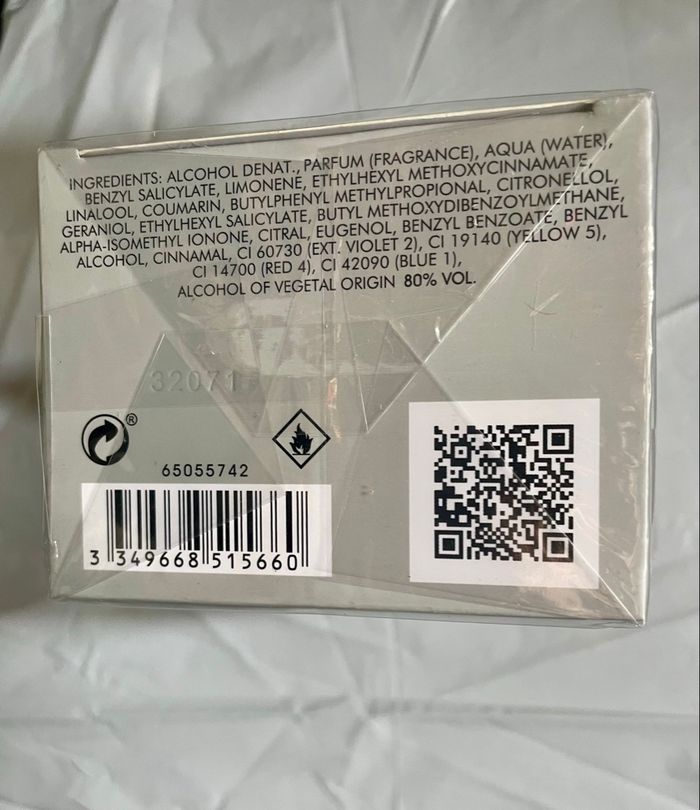 INGREDIENTS: ALCOHOL DENAT., PARFUM (FRAGRANCE), AQUA (WATER),
BENZYL SALICYLATE, LIMONENE, ETHYLHEXYL METHOXYCINNAMATE,
LINALOOL, COUMARIN, BUTYLPHENYL METHYLPROPIONAL, CITRONELLOL,
GERANIOL, ETHYLHEXYL SALICYLATE, BUTYL METHOXYDIBENZOYLMETHANE,
ALPHA-ISOMETHYL IONONE, CITRAL, EUGENOL, BENZYL BENZOATE, BENZYL
ALCOHOL, CINNAMAL, CI 60730 (EXT. VIOLET 2), CI 19140 (YELLOW 5),
CI 14700 (RED 4), CI 42090 (BLUE 1),
ALCOHOL OF VEGETAL ORIGIN 80% VOL.
32071
®
65055742
3 349668 515660